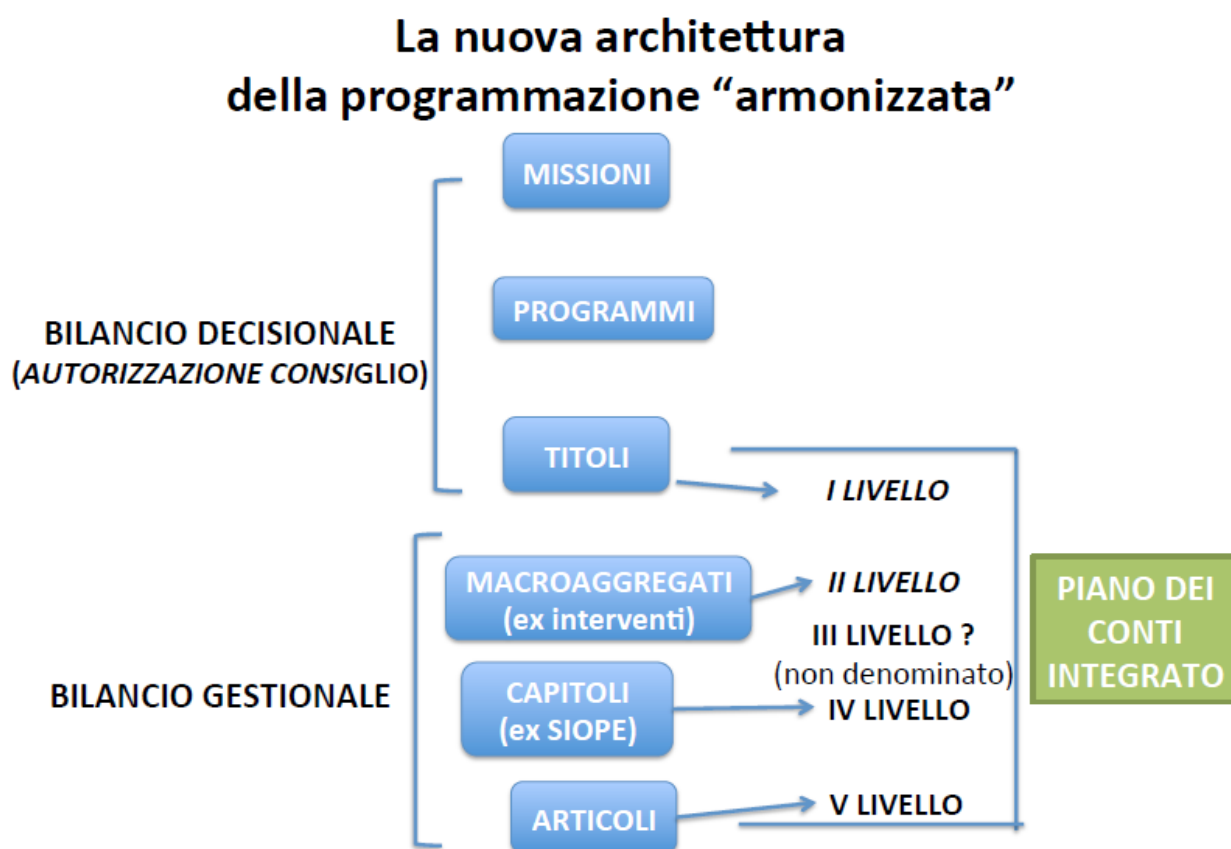 La nuova architettura
della programmazione “armonizzata”
MISSIONI
PROGRAMMI
BILANCIO DECISIONALE
(AUTORIZZAZIONE CONSIGLIO)
TITOLI
I LIVELLO
MACROAGGREGATI
(ex interventi)
II LIVELLO
III LIVELLO ?
(non denominato)
BILANCIO GESTIONALE
CAPITOLI
(ex SIOPE)
IV LIVELLO
ARTICOLI
V LIVELLO
PIANO DEI
CONTI
INTEGRATO